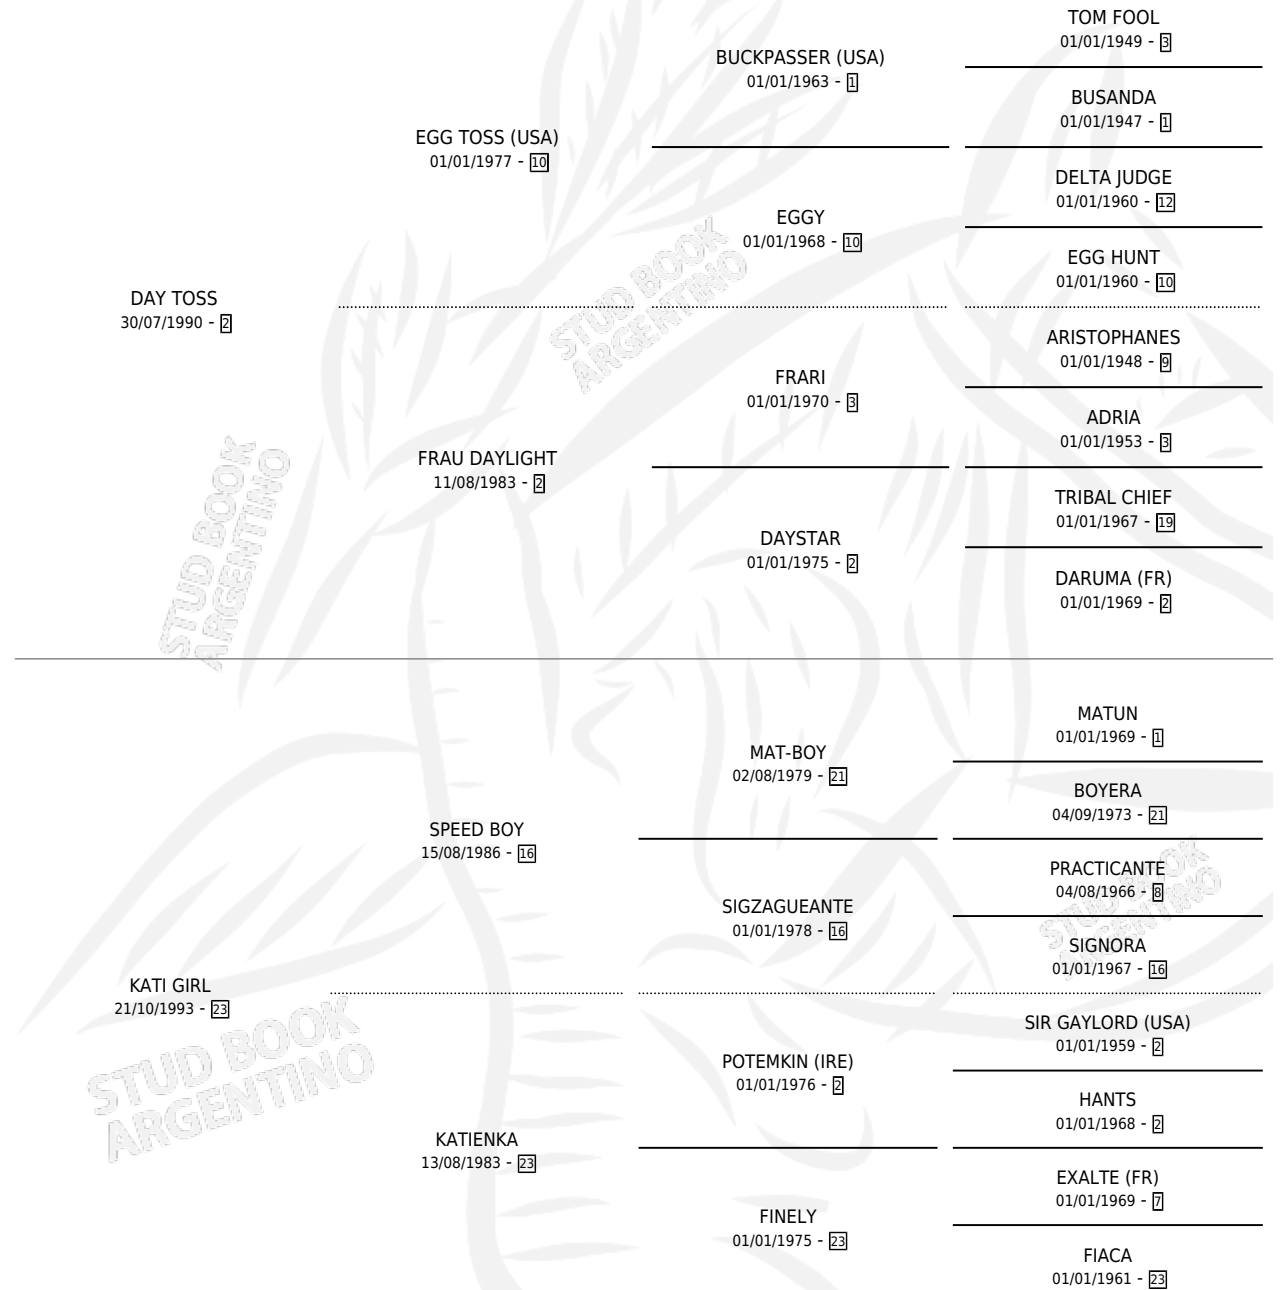 TOM FOOL
01/01/1949 - 3
BUCKPASSER (USA)
01/01/1963 - 1
BUSANDA
01/01/1947 - 1
EGG TOSS (USA)
01/01/1977 - 10
DELTA JUDGE
01/01/1960 - 12
EGGY
01/01/1968 - 10
EGG HUNT
01/01/1960 - 10
DAY TOSS
30/07/1990 - 2
ARISTOPHANES
01/01/1948 - 9
FRARI
01/01/1970 - 3
ADRIA
01/01/1953 - 3
FRAU DAYLIGHT
11/08/1983 - 2
TRIBAL CHIEF
01/01/1967 - 19
DAYSTAR
01/01/1975 - 2
DARUMA (FR)
01/01/1969 - 2
STUD BOOK
ARGENTINO
STUD BOOK
ARGENTINO
MATUN
01/01/1969 - 1
MAT-BOY
02/08/1979 - 21
BOYERA
04/09/1973 - 21
SPEED BOY
15/08/1986 - 16
PRACTICANTE
04/08/1966 - 8
SIGZAGUEANTE
01/01/1978 - 16
SIGNORA
01/01/1967 - 16
STUD BOOK
ARGENTINO
KATI GIRL
21/10/1993 - 23
SIR GAYLORD (USA)
01/01/1959 - 2
POTEMKIN (IRE)
01/01/1976 - 2
HANTS
01/01/1968 - 2
KATIENKA
13/08/1983 - 23
EXALTE (FR)
01/01/1969 - 7
FINELY
01/01/1975 - 23
FIACA
01/01/1961 - 23
STUD BOOK
ARGENTINO